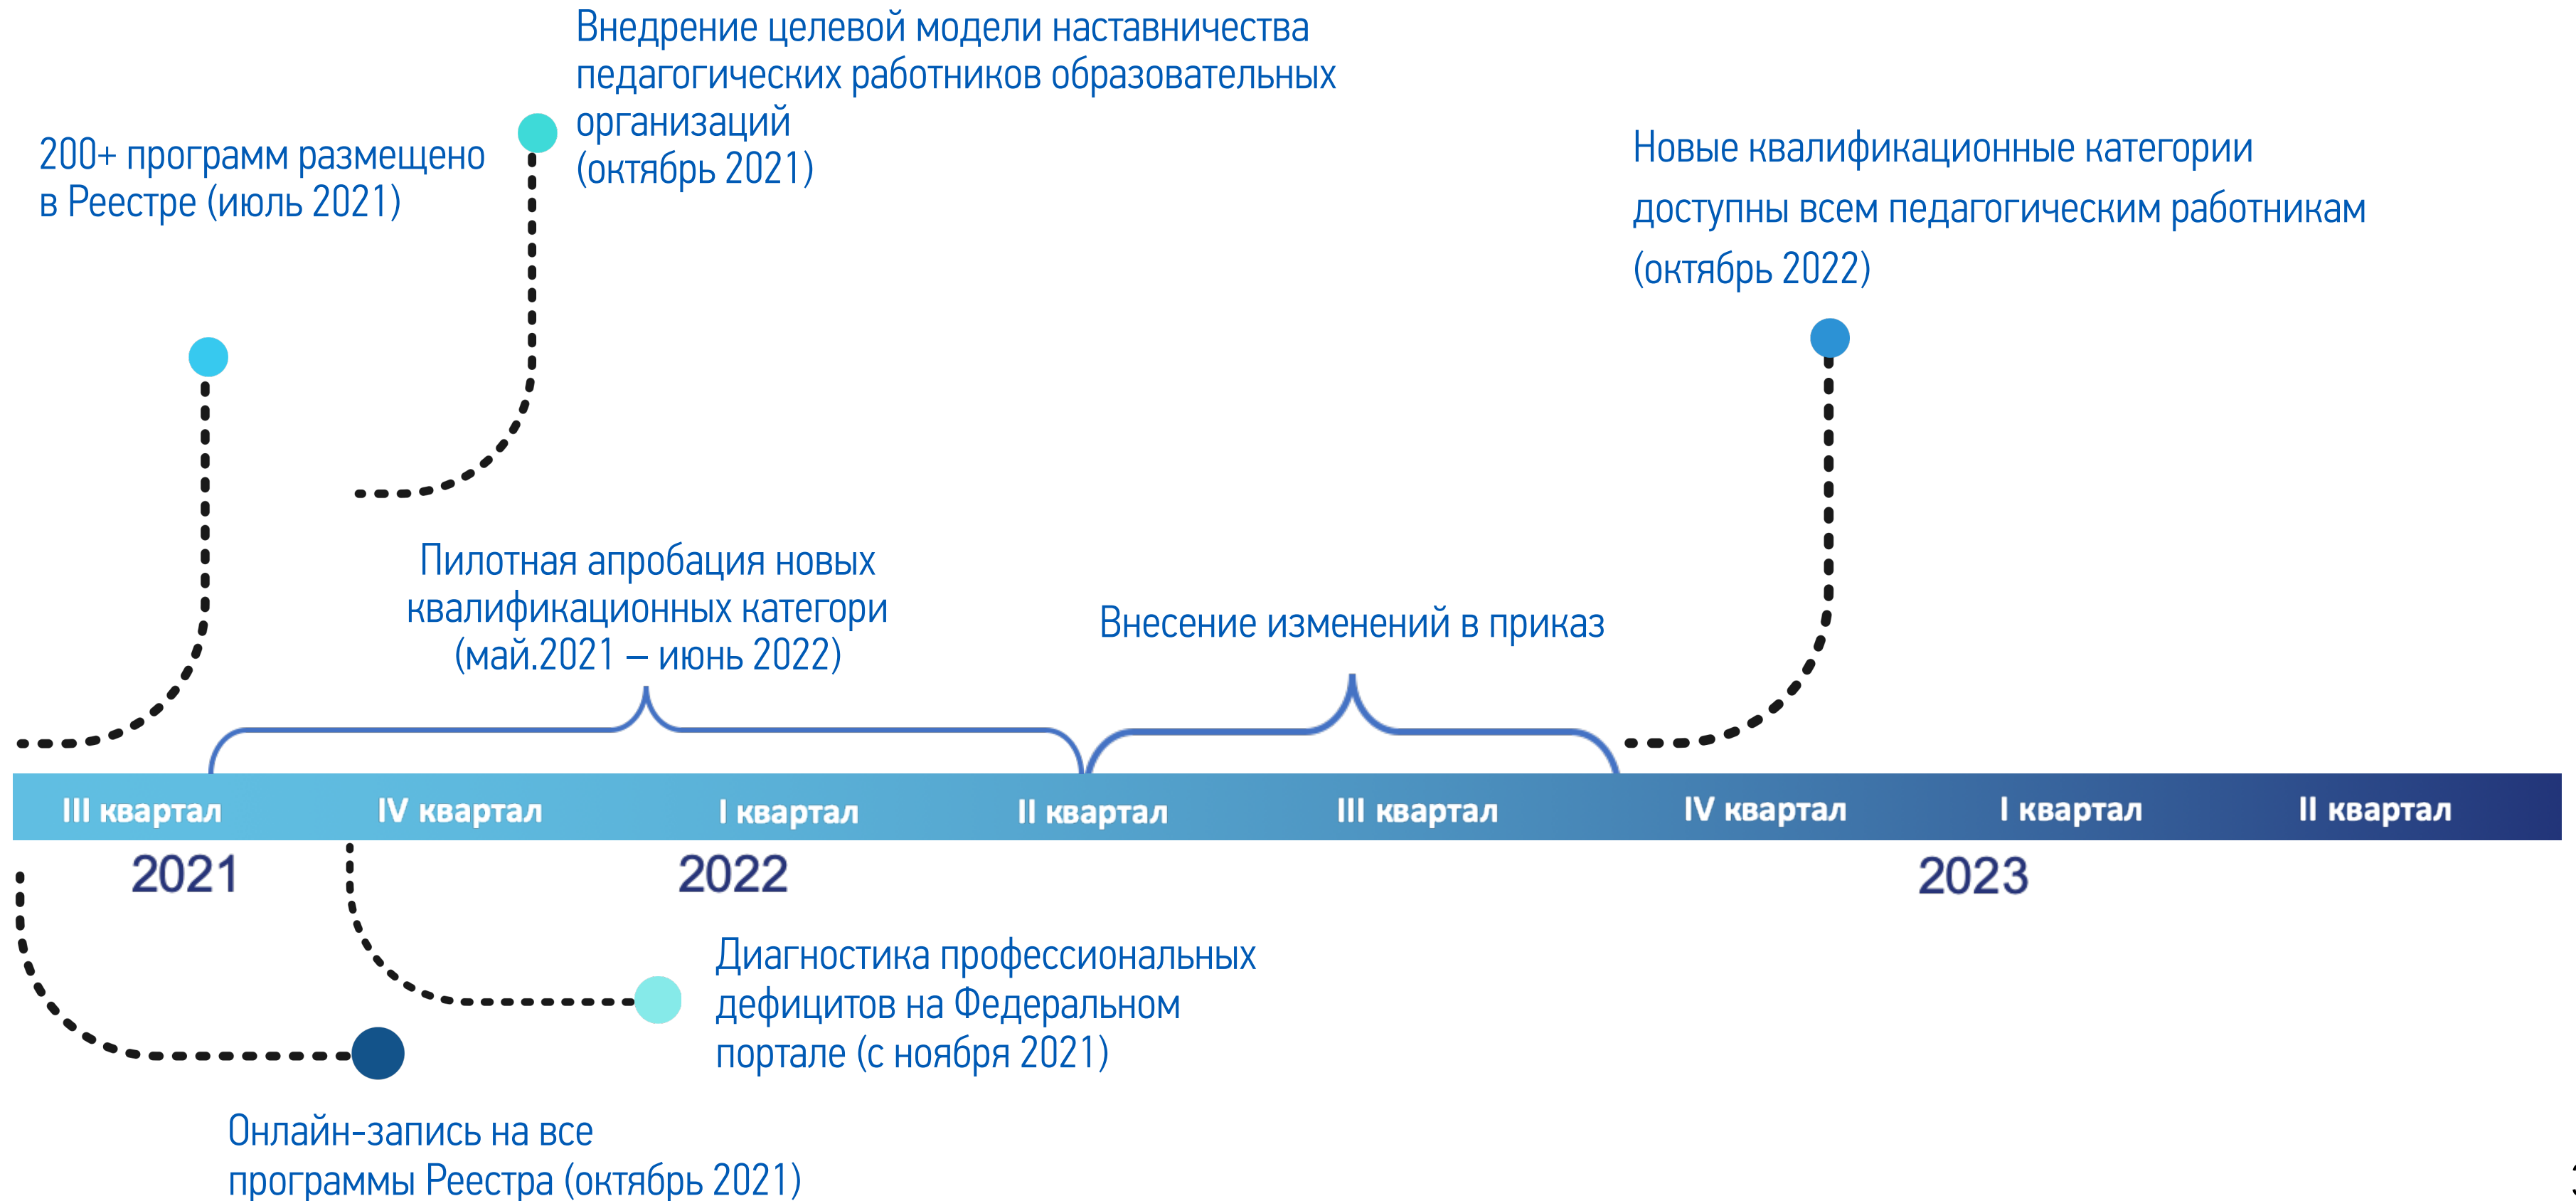 Внедрение целевой модели наставничества
педагогических работников образовательных
организаций
(октябрь 2021)
200+ программ размещено
в Реестре (июль 2021)
Новые квалификационные категории
доступны всем педагогическим работникам
(октябрь 2022)
Пилотная апробация новых
квалификационных категори
(май.2021 – июнь 2022)
Внесение изменений в приказ
III квартал
IV квартал
I квартал
II квартал
III квартал
IV квартал
I квартал
II квартал
2021
2022
2023
Диагностика профессиональных
дефицитов на Федеральном
портале (с ноября 2021)
Онлайн-запись на все
программы Реестра (октябрь 2021)